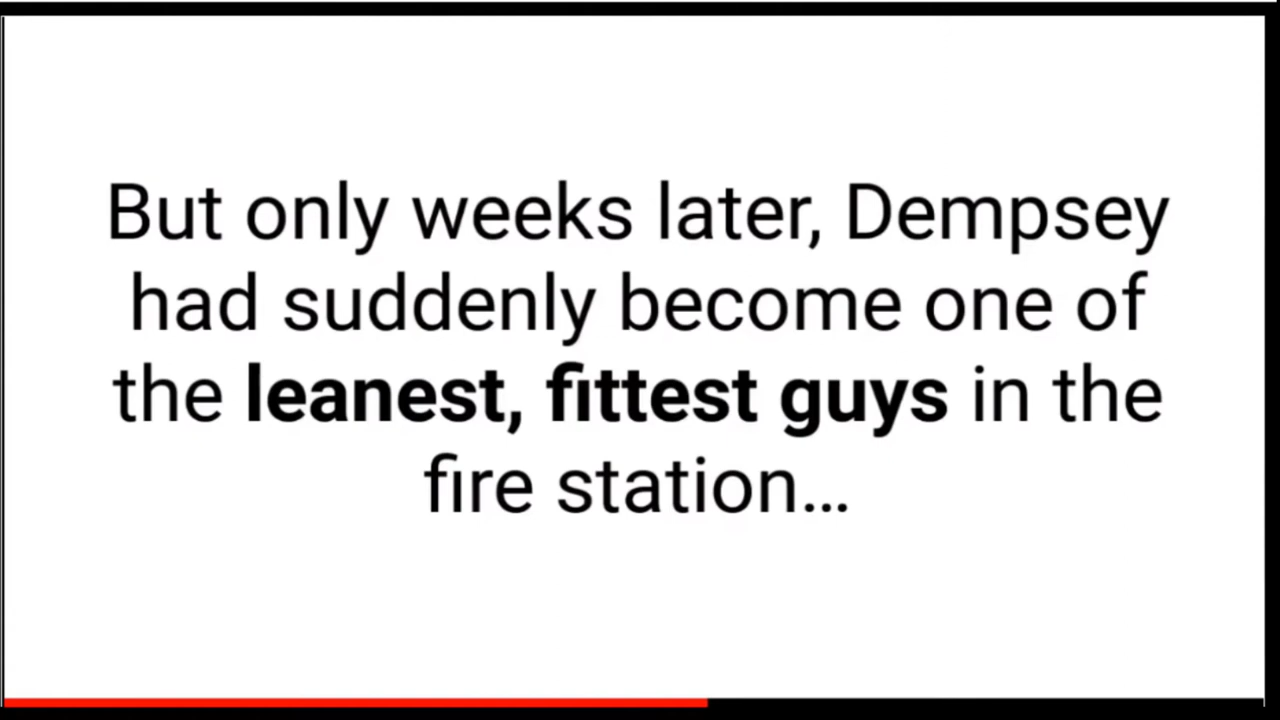 But only weeks later, Dempsey
had suddenly become one of
the leanest, fittest guys in the
fire station...